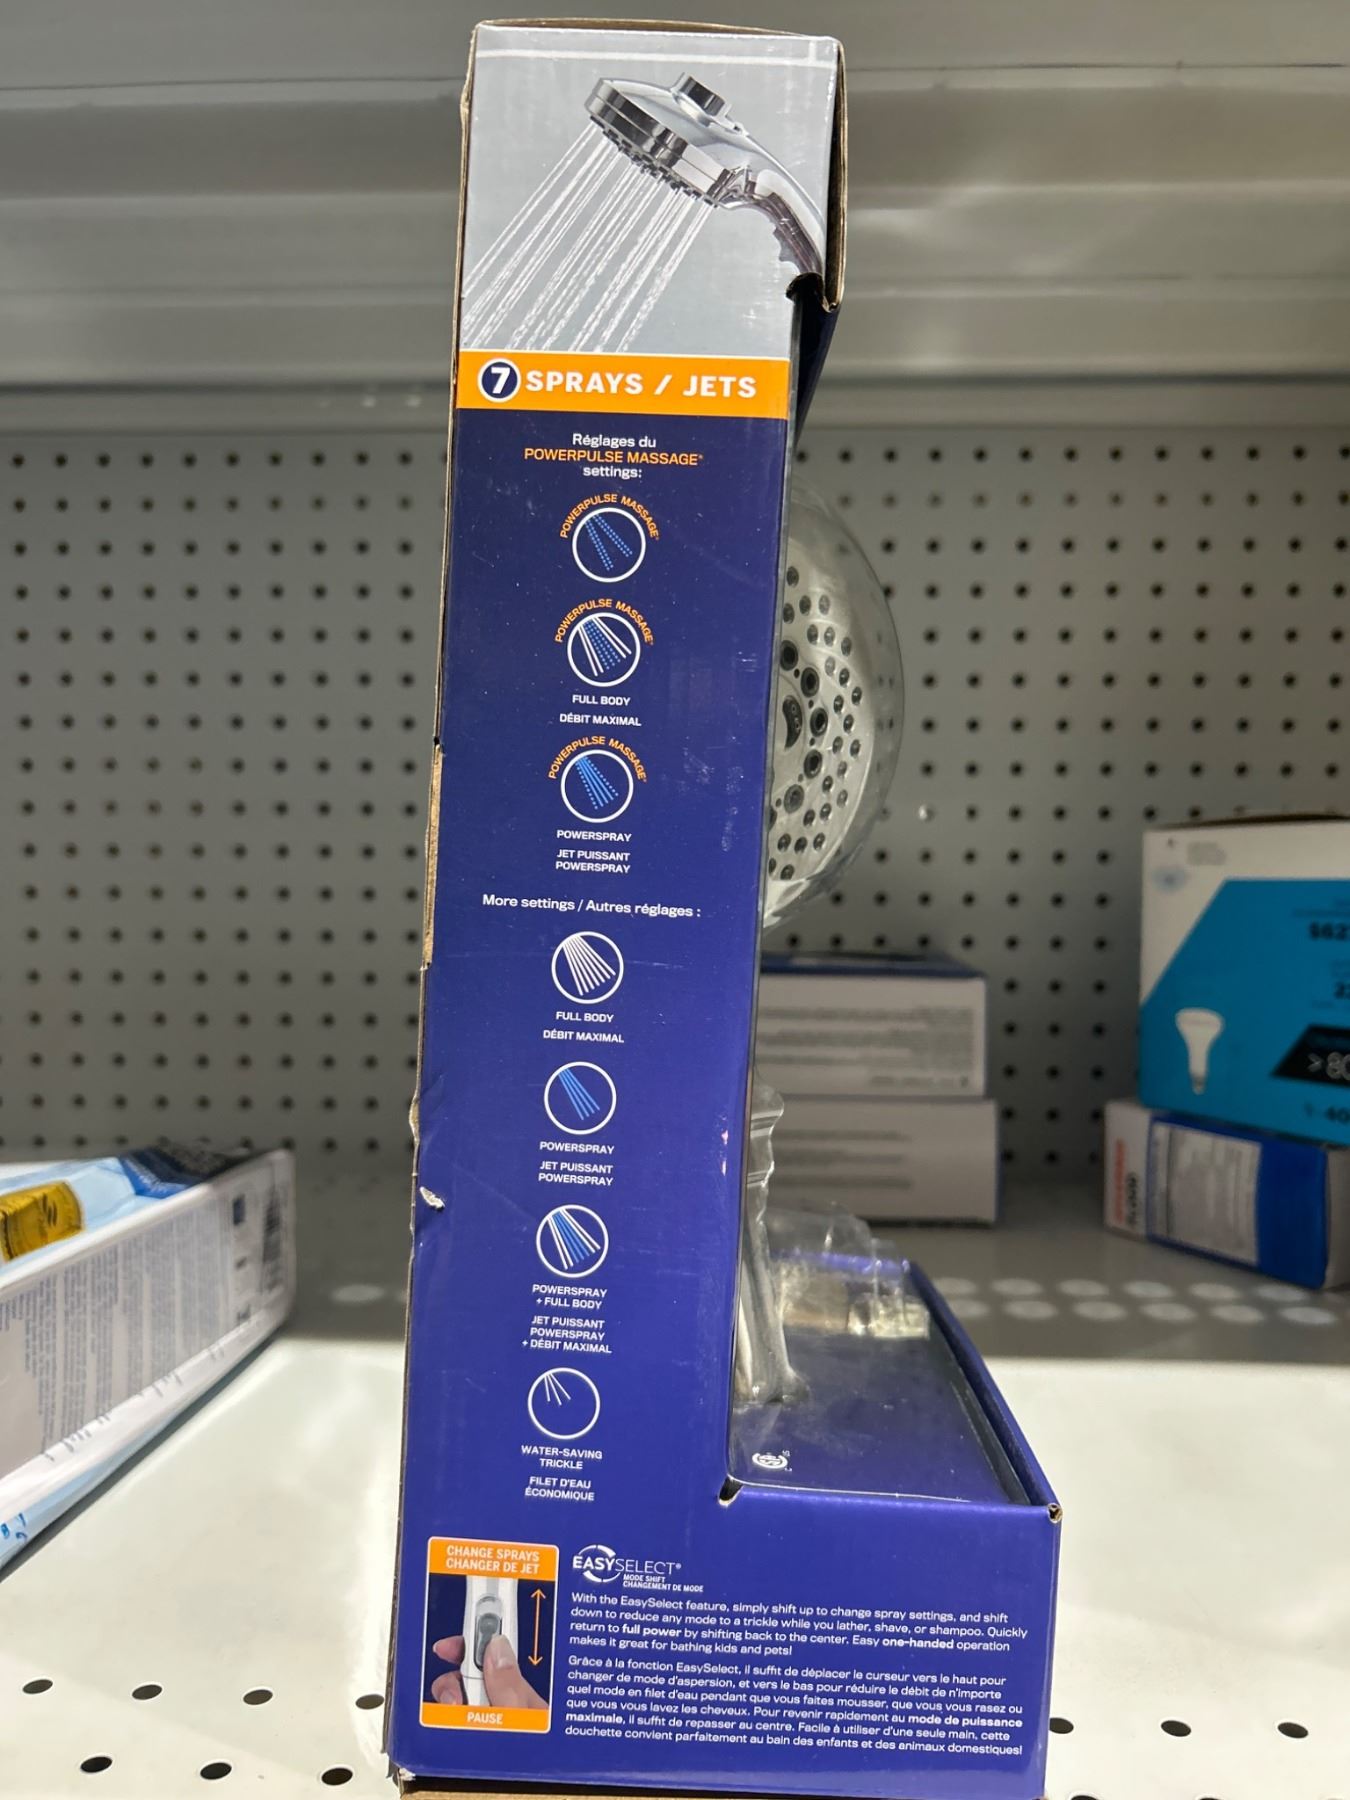 7 SPRAYS / JETS
Réglages du
POWERPULSE MASSAGE®
settings:
POWERPULSE MASSAGE®
POWERPULSE MASSAGE®
FULL BODY
DÉBIT MAXIMAL
POWERPULSE MASSAGE®
POWERSPRAY
JET PUISSANT
POWERSPRAY
More settings / Autres réglages :
FULL BODY
DÉBIT MAXIMAL
POWERSPRAY
JET PUISSANT
POWERSPRAY
POWERSPRAY
+ FULL BODY
JET PUISSANT
POWERSPRAY
+ DÉBIT MAXIMAL
WATER-SAVING
TRICKLE
FILET D'EAU
ÉCONOMIQUE
CHANGE SPRAYS
CHANGER DE JET
PAUSE
EASYSELECT®
MODE SHIFT
CHANGEMENT DE MODE
With the EasySelect feature, simply shift up to change spray settings, and shift
down to reduce any mode to a trickle while you lather, shave, or shampoo. Quickly
return to full power by shifting back to the center. Easy one-handed operation
makes it great for bathing kids and pets!
Grâce à la fonction EasySelect, il suffit de déplacer le curseur vers le haut pour
changer de mode d'aspersion, et vers le bas pour réduire le débit de n'importe
quel mode en filet d'eau pendant que vous faites mousser, que vous vous rasez ou
que vous vous lavez les cheveux. Pour revenir rapidement au mode de puissance
maximale, il suffit de repasser au centre. Facile à utiliser d'une seule main, cette
douchette convient parfaitement au bain des enfants et des animaux domestiques!